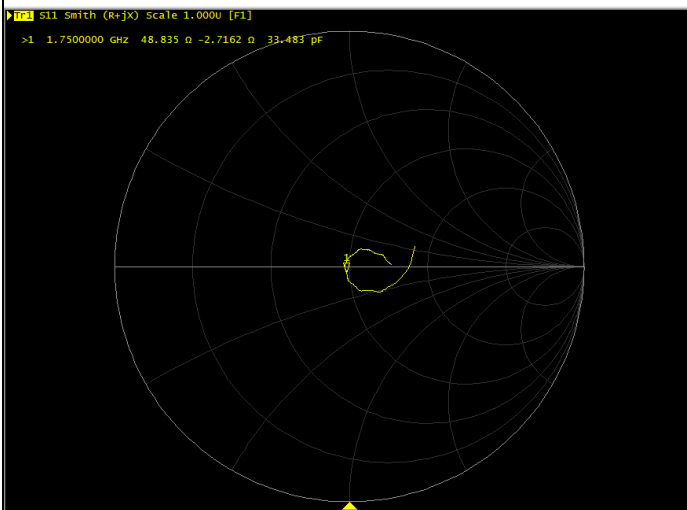 Tr1 S11 Smith (R+jX) Scale 1.000U [F1]
>1 1.7500000 GHz 48.835 Ω -2.7162 Ω 33.483 pF
1